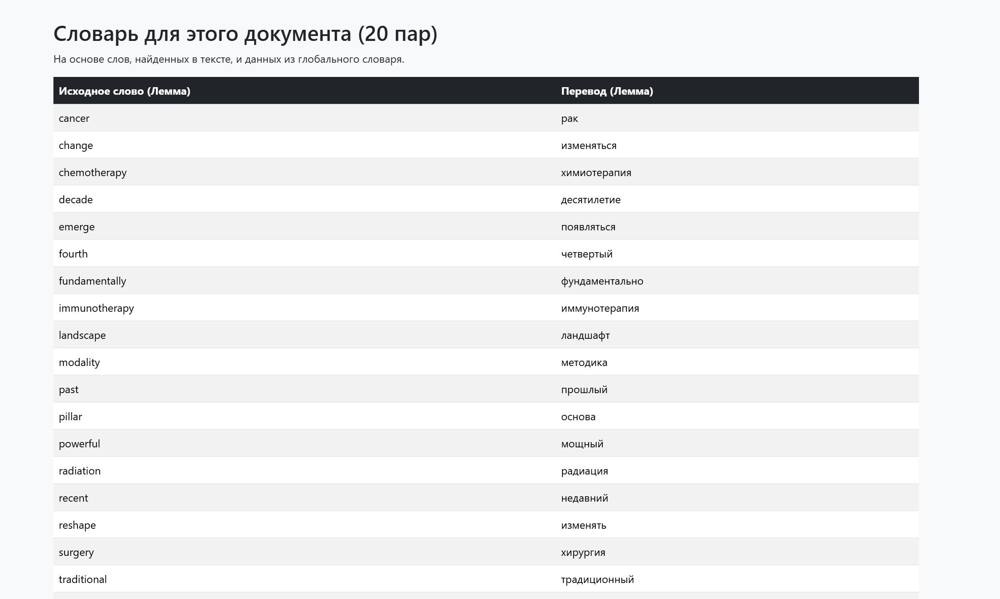 Словарь для этого документа (20 пар)
На основе слов, найденных в тексте, и данных из глобального словаря.
Исходное слово (Лемма) Перевод (Лемма)
cancer рак
change изменяться
chemotherapy химиотерапия
decade десятилетие
emerge появляться
fourth четвертый
fundamentally фундаментально
immunotherapy иммунотерапия
landscape ландшафт
modality методика
past прошлый
pillar основа
powerful мощный
radiation радиация
recent недавний
reshape изменять
surgery хирургия
traditional традиционный